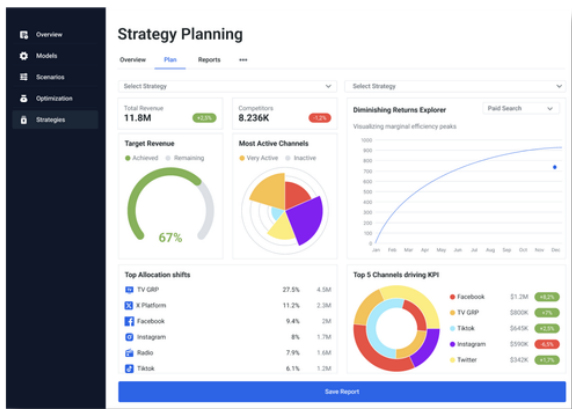 Overview
Models
Scenarios
Optimization
Strategies
Strategy Planning
Overview Plan Reports •••
Select Strategy
Select Strategy
Total Revenue
11.8M +2,5%
Competitors
8.236K -1,2%
Target Revenue
Achieved Remaining
67%
Most Active Channels
Very Active Inactive
Diminishing Returns Explorer Paid Search
Visualizing marginal efficiency peaks
1000
900
800
700
600
500
400
300
200
100
0
Jan Feb Mar Apr May Jun Jul Aug Sep Oct Nov Dec
Top Allocation shifts
TV GRP 27.5% 4.5M
X Platform 11.2% 2.3M
Facebook 9.4% 2M
Instagram 8% 1.7M
Radio 7.9% 1.6M
Tiktok 6.1% 1.2M
Top 5 Channels driving KPI
Facebook $1.2M +8,2%
TV GRP $800K +7%
Tiktok $645K +2,5%
Instagram $590K -6,5%
Twitter $342K +1,7%
Save Report